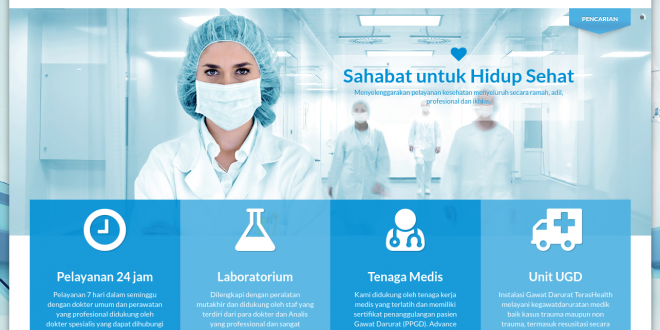 PENCARIAN
Sahabat untuk Hidup Sehat
Menyelenggarakan pelayanan kesehatan menyeluruh secara ramah, adil,
profesional dan
Pelayanan 24 jam
Pelayanan 7 hari dalam seminggu
dengan dokter umum dan perawatan
yang profesional didukung oleh
dokter spesialis yang dapat dihubungi
Laboratorium
Dilengkapi dengan peralatan
mutakhir dan didukung oleh staf yang
terdiri dari para dokter dan Analis
yang professional dan sangat
Tenaga Medis
Kami didukung oleh tenaga kerja
medis yang terlatih dan memiliki
sertifikat penanggulangan pasien
Gawat Darurat (PPGD). Advance
Unit UGD
Instalasi Gawat Darurat TerasHealth
melayani kegawatdaruratan medik
baik kasus trauma maupun non
trauma, termasuk resusitasi secara